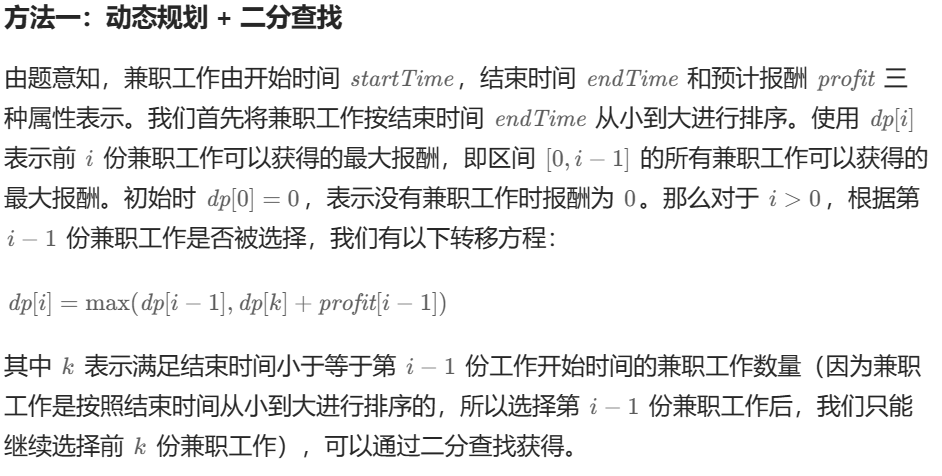 方法一：动态规划 + 二分查找
由题意知，兼职工作由开始时间 startTime，结束时间 endTime 和预计报酬 profit 三
种属性表示。我们首先将兼职工作按结束时间 endTime 从小到大进行排序。使用 dp[i]
表示前 i 份兼职工作可以获得的最大报酬，即区间 [0, i − 1] 的所有兼职工作可以获得的
最大报酬。初始时 dp[0] = 0，表示没有兼职工作时报酬为 0。那么对于 i > 0，根据第
i − 1 份兼职工作是否被选择，我们有以下转移方程：
dp[i] = max(dp[i − 1], dp[k] + profit[i − 1])
其中 k 表示满足结束时间小于等于第 i − 1 份工作开始时间的兼职工作数量（因为兼职
工作是按照结束时间从小到大进行排序的，所以选择第 i − 1 份兼职工作后，我们只能
继续选择前 k 份兼职工作），可以通过二分查找获得。